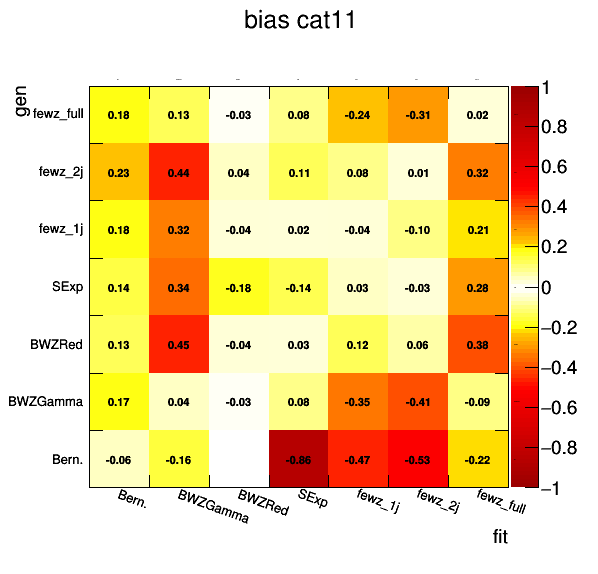 bias cat11
gen
fewz_full 0.18 0.13 -0.03 0.08 -0.24 -0.31 0.02
fewz_2j 0.23 0.44 0.04 0.11 0.08 0.01 0.32
fewz_1j 0.18 0.32 -0.04 0.02 -0.04 -0.10 0.21
SExp 0.14 0.34 -0.18 -0.14 0.03 -0.03 0.28
BWZRed 0.13 0.45 -0.04 0.03 0.12 0.06 0.38
BWZGamma 0.17 0.04 -0.03 0.08 -0.35 -0.41 -0.09
Bern. -0.06 -0.16 -0.86 -0.47 -0.53 -0.22
Bern. BWZGamma BWZRed SExp fewz_1j fewz_2j fewz_full
fit
1
0.8
0.6
0.4
0.2
0
−0.2
−0.4
−0.6
−0.8
−1